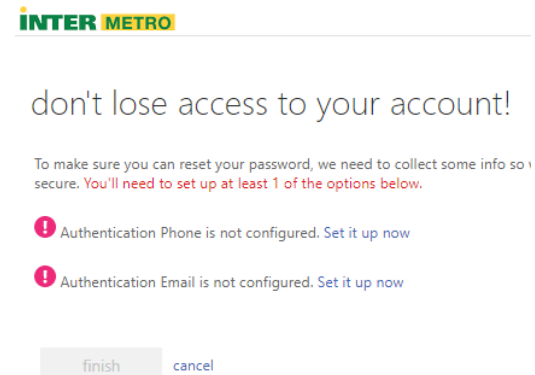 INTER METRO
don't lose access to your account!
To make sure you can reset your password, we need to collect some info so
secure. You'll need to set up at least 1 of the options below.
! Authentication Phone is not configured. Set it up now
! Authentication Email is not configured. Set it up now
finish cancel